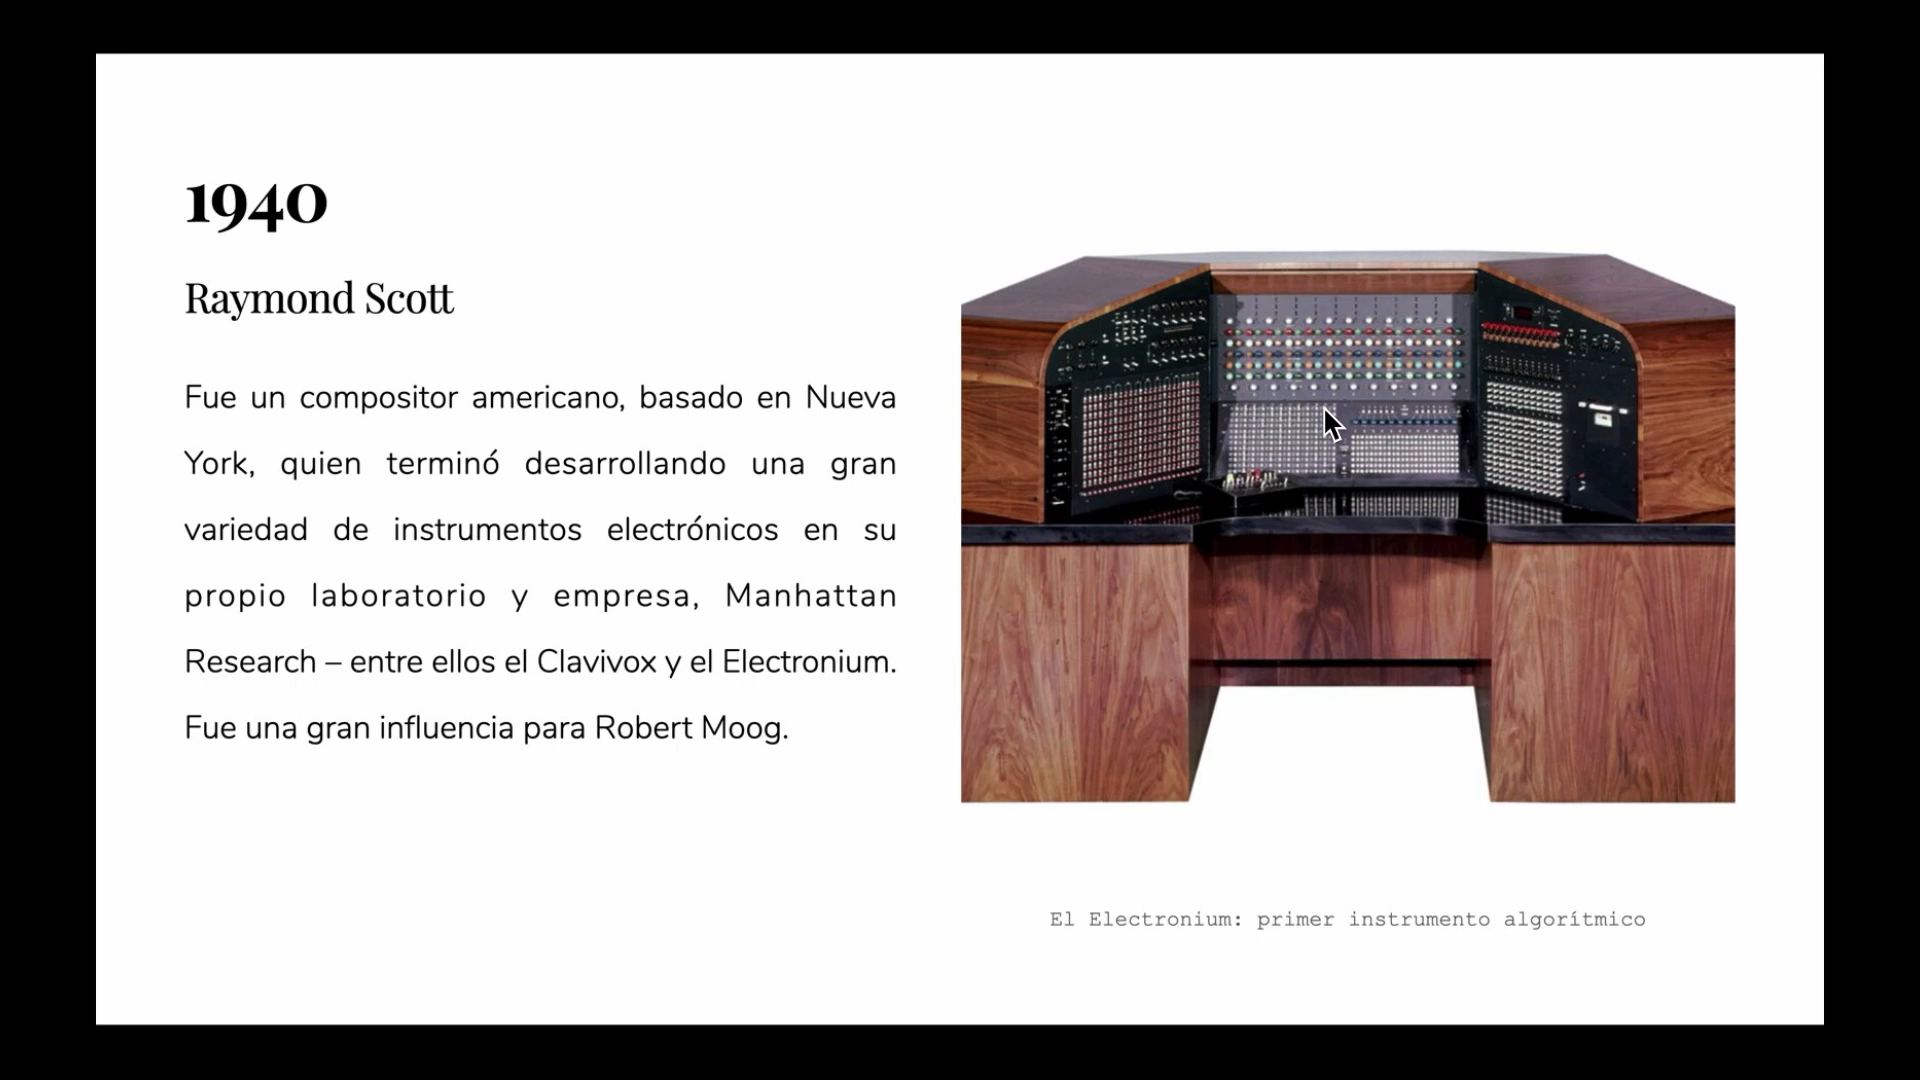 1940
Raymond Scott
Fue un compositor americano, basado en Nueva
York, quien terminó desarrollando una gran
variedad de instrumentos electrónicos en su
propio laboratorio y empresa, Manhattan
Research – entre ellos el Clavivox y el Electronium.
Fue una gran influencia para Robert Moog.
El Electronium: primer instrumento algorítmico